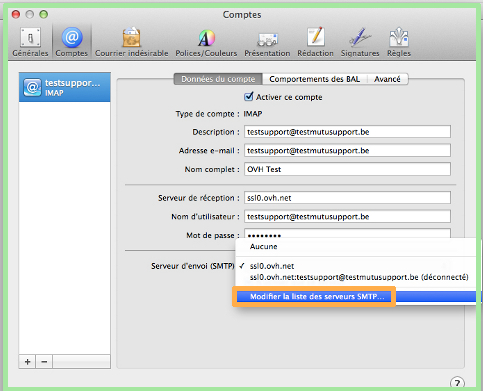 Comptes
Générales Comptes Courrier indésirable Polices/Couleurs Présentation Rédaction Signatures Règles
testsuppor...
IMAP
Données du compte Comportements des BAL Avancé
Activer ce compte
Type de compte : IMAP
Description : testsupport@testmutusupport.be
Adresse e-mail : testsupport@testmutusupport.be
Nom complet : OVH Test
Serveur de réception : ssl0.ovh.net
Nom d'utilisateur : testsupport@testmutusupport.be
Mot de passe : ••••••••
Aucune
Serveur d'envoi (SMTP) ✓ ssl0.ovh.net
ssl0.ovh.net:testsupport@testmutusupport.be (déconnecté)
Modifier la liste des serveurs SMTP...
+ − ?